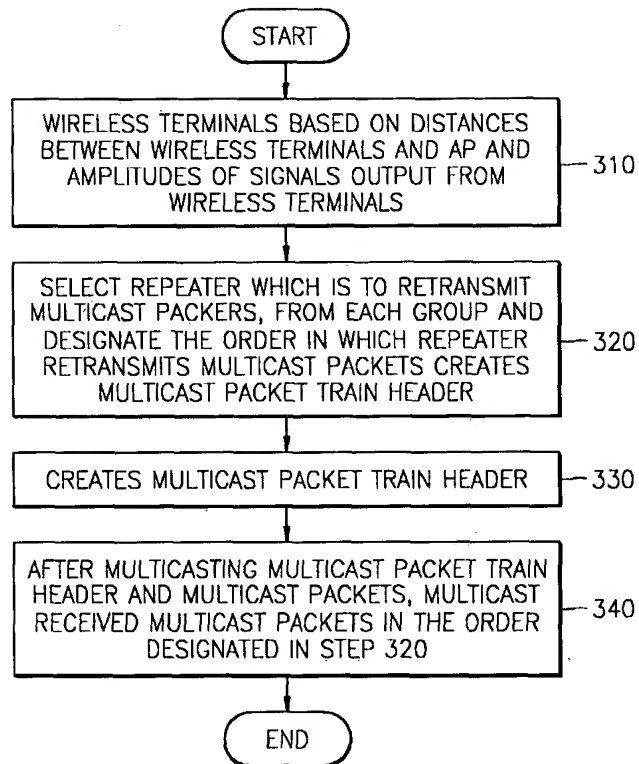 START
WIRELESS TERMINALS BASED ON DISTANCES
BETWEEN WIRELESS TERMINALS AND AP AND
AMPLITUDES OF SIGNALS OUTPUT FROM
WIRELESS TERMINALS
310
SELECT REPEATER WHICH IS TO RETRANSMIT
MULTICAST PACKERS, FROM EACH GROUP AND
DESIGNATE THE ORDER IN WHICH REPEATER
RETRANSMITS MULTICAST PACKETS CREATES
MULTICAST PACKET TRAIN HEADER
320
CREATES MULTICAST PACKET TRAIN HEADER
330
AFTER MULTICASTING MULTICAST PACKET TRAIN
HEADER AND MULTICAST PACKETS, MULTICAST
RECEIVED MULTICAST PACKETS IN THE ORDER
DESIGNATED IN STEP 320
340
END